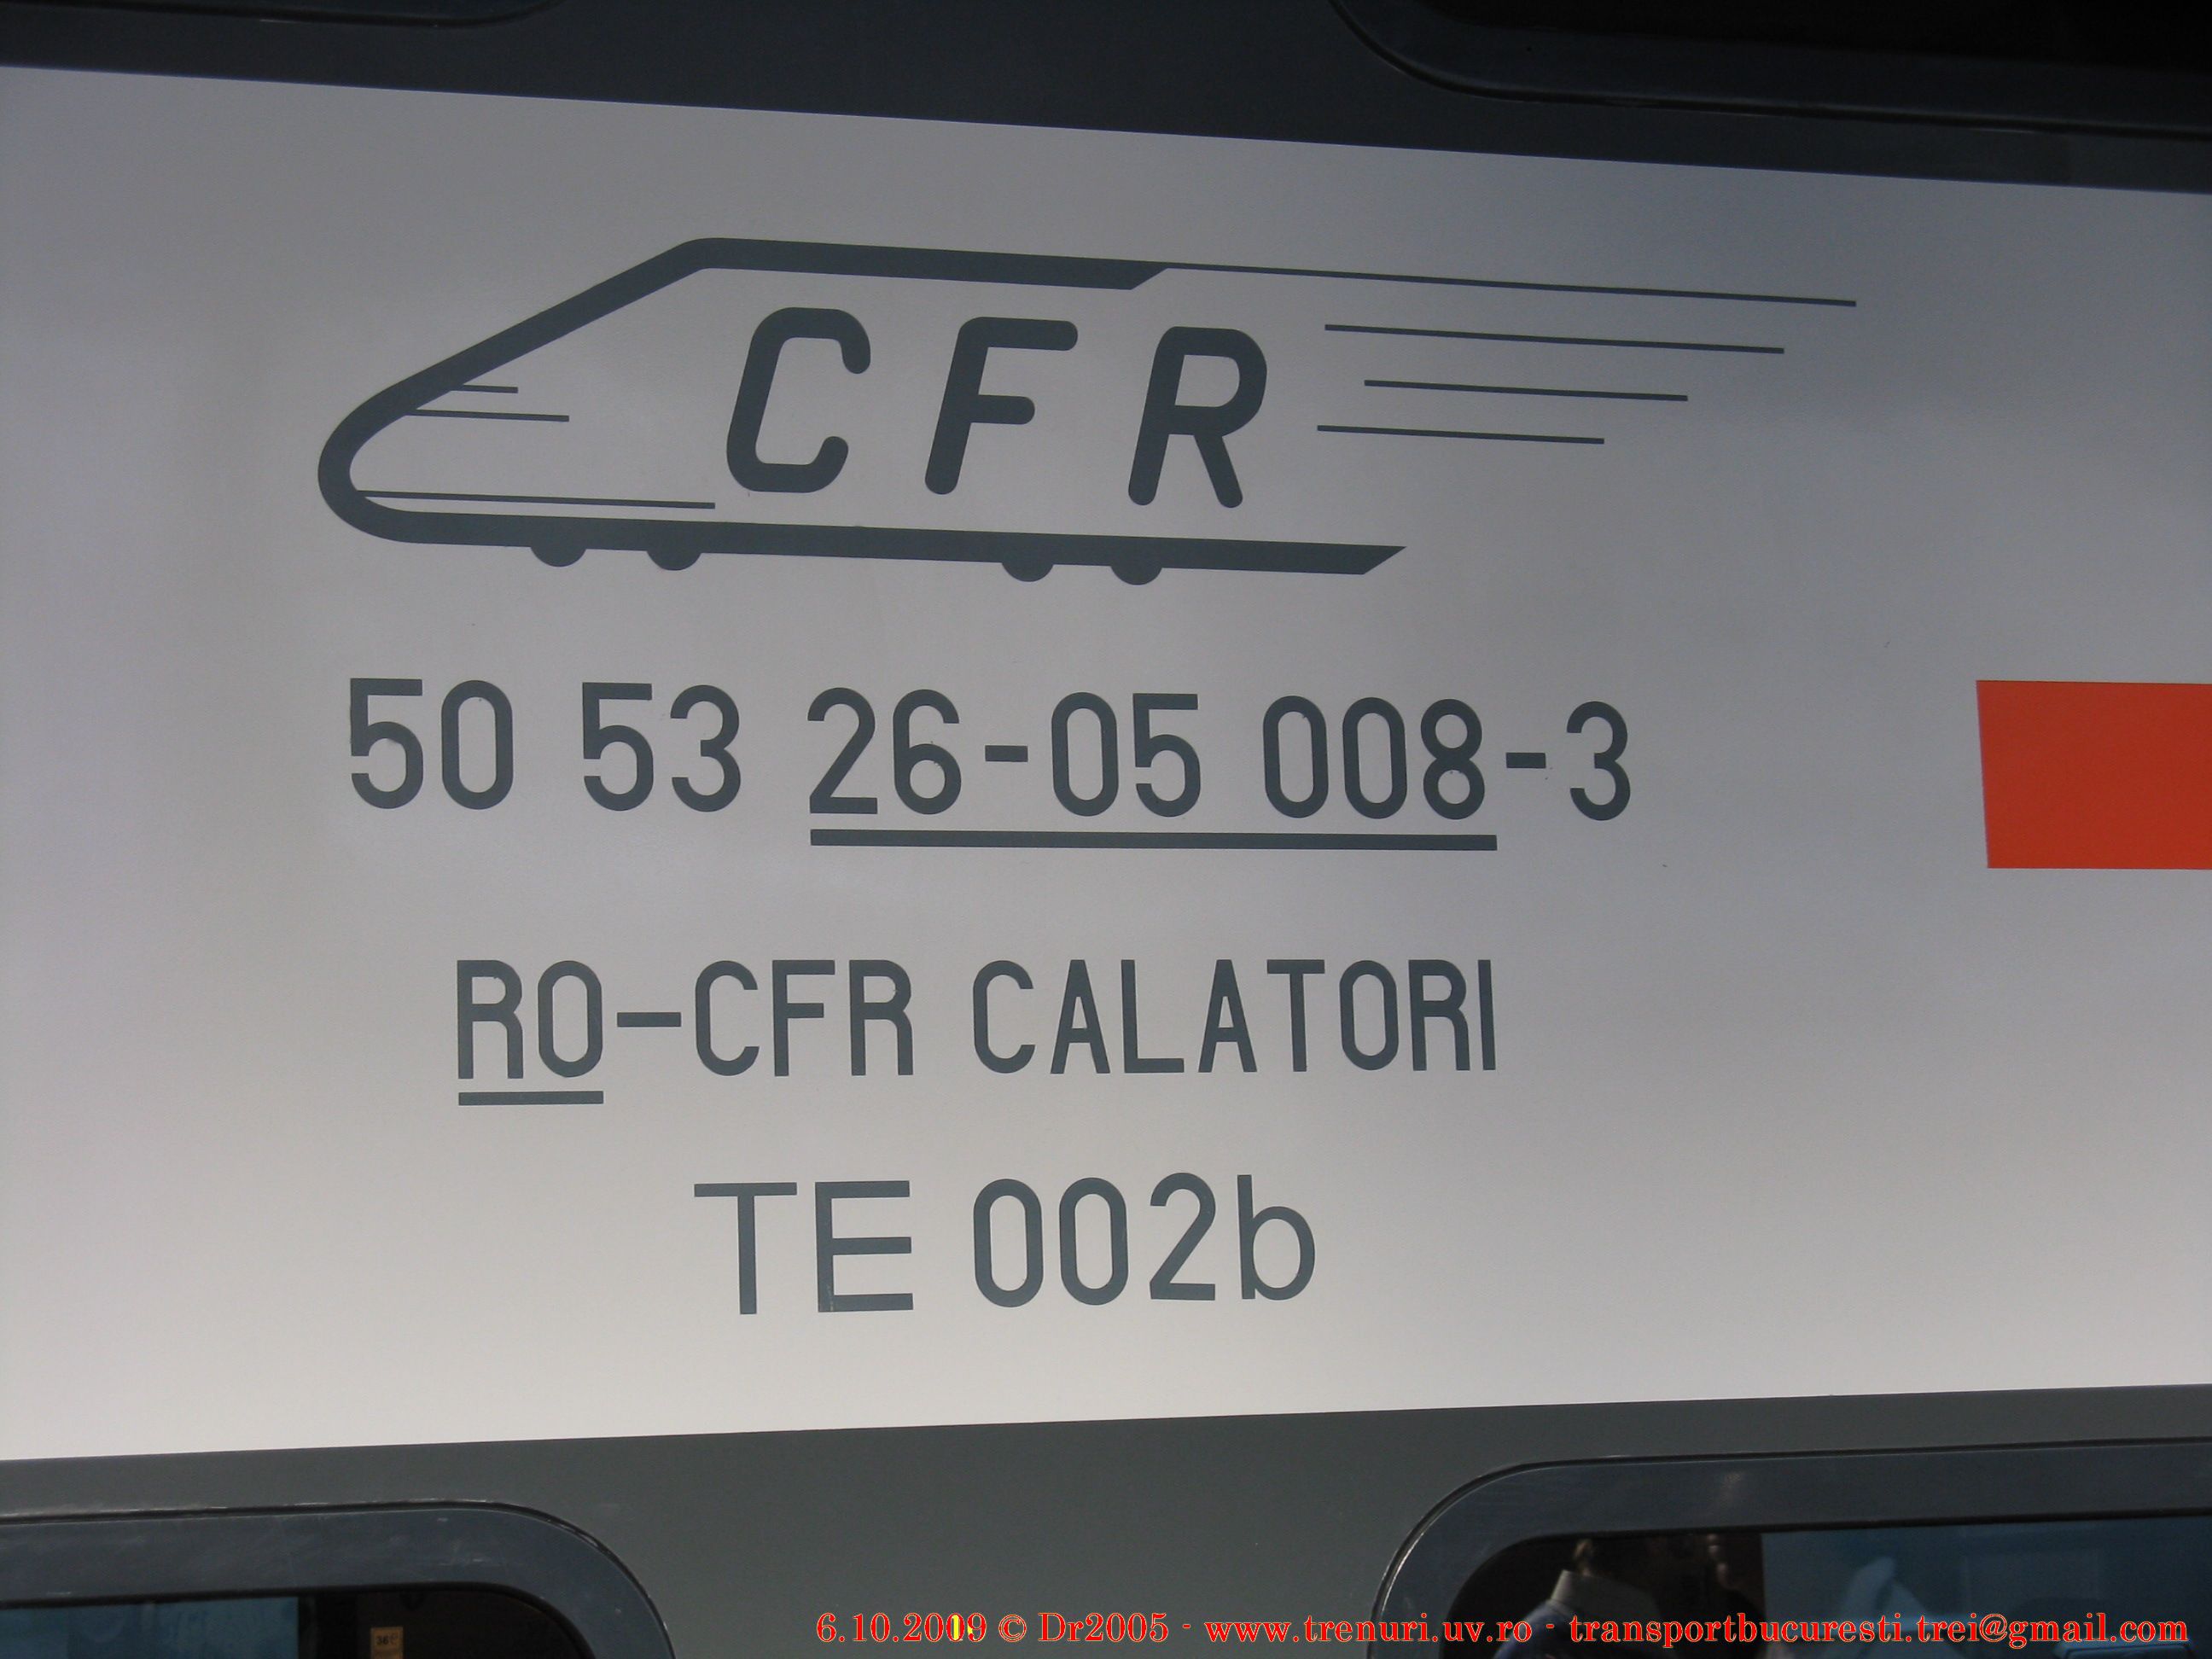 CFR
50 53 26-05 008-3
RO-CFR CALATORI
TE 002b
6.10.2009 © Dr2005 - www.trenuri.uv.ro - transportbucuresti.trei@gmail.com